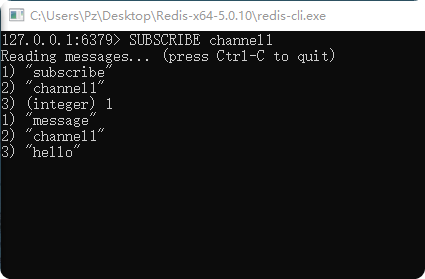 C:\Users\Pz\Desktop\Redis-x64-5.0.10\redis-cli.exe
127.0.0.1:6379> SUBSCRIBE channel1
Reading messages... (press Ctrl-C to quit)
1) "subscribe"
2) "channel1"
3) (integer) 1
1) "message"
2) "channel1"
3) "hello"